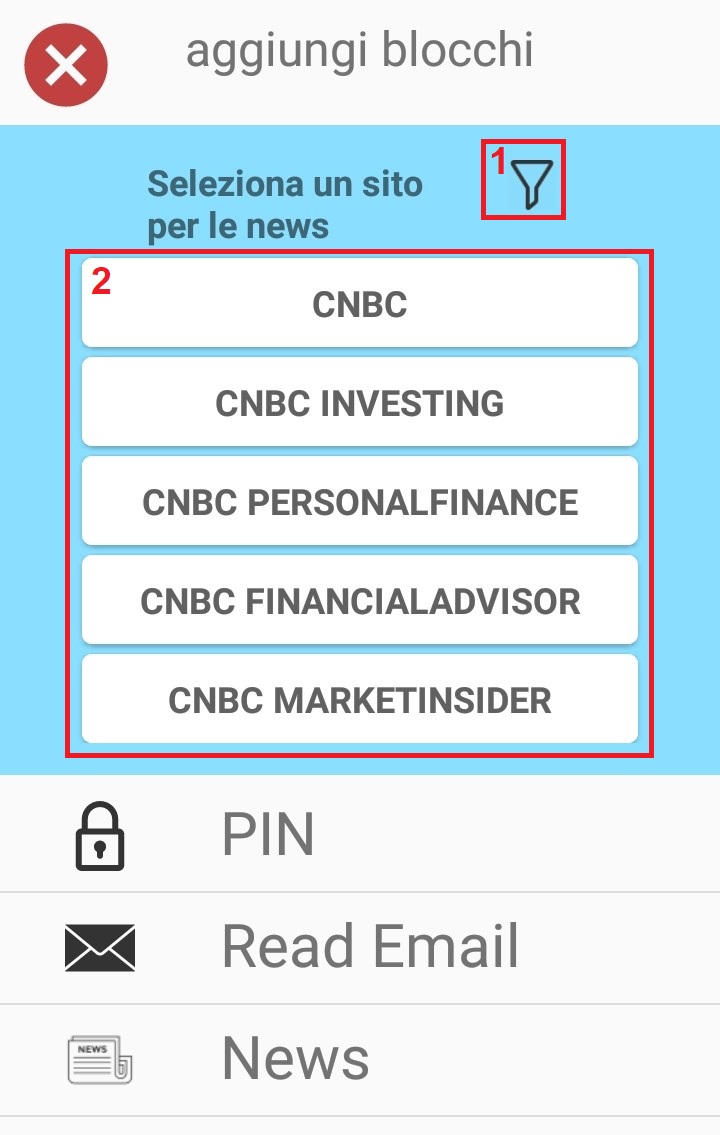 aggiungi blocchi
1
Seleziona un sito
per le news
2
CNBC
CNBC INVESTING
CNBC PERSONALFINANCE
CNBC FINANCIALADVISOR
CNBC MARKETINSIDER
PIN
Read Email
NEWS
News